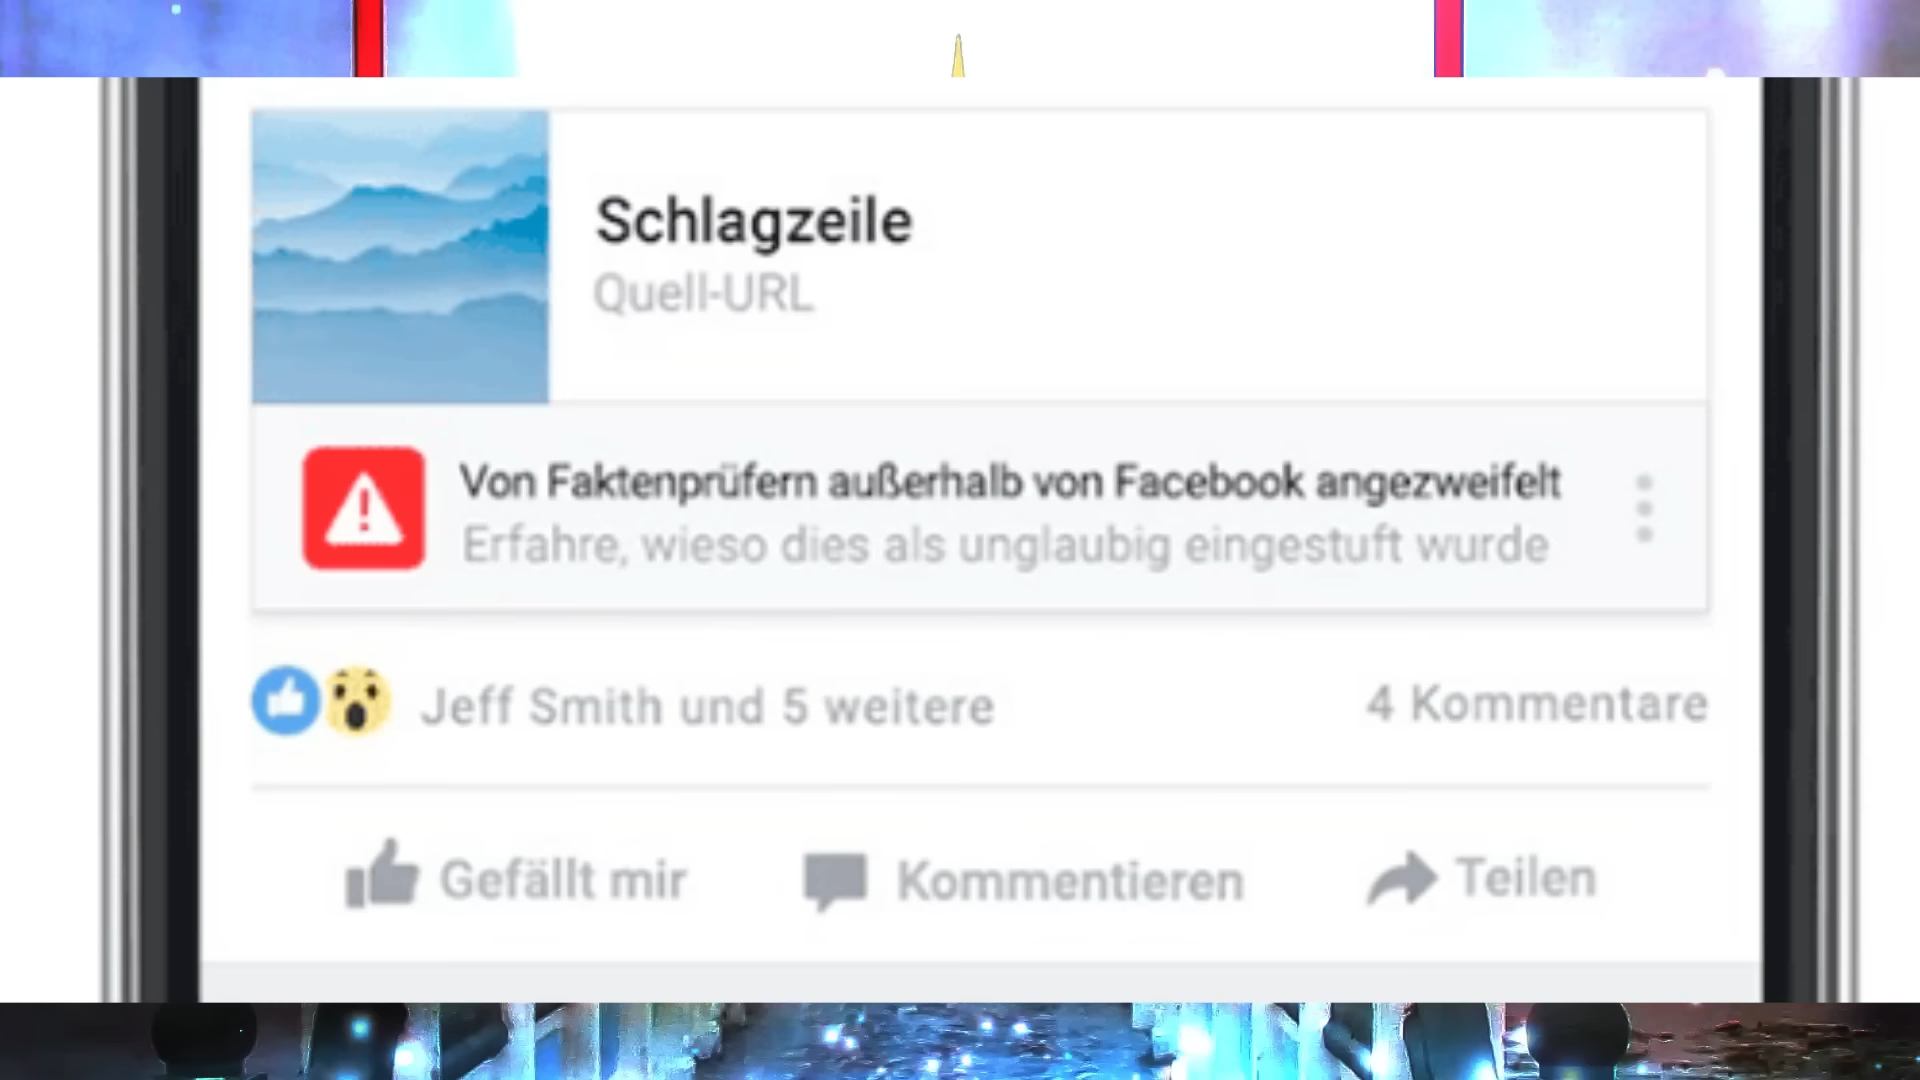 Schlagzeile
Quell-URL
Von Faktenprüfern außerhalb von Facebook angezweifelt
Erfahre, wieso dies als unglaubig eingestuft wurde
Jeff Smith und 5 weitere
4 Kommentare
Gefällt mir
Kommentieren
Teilen